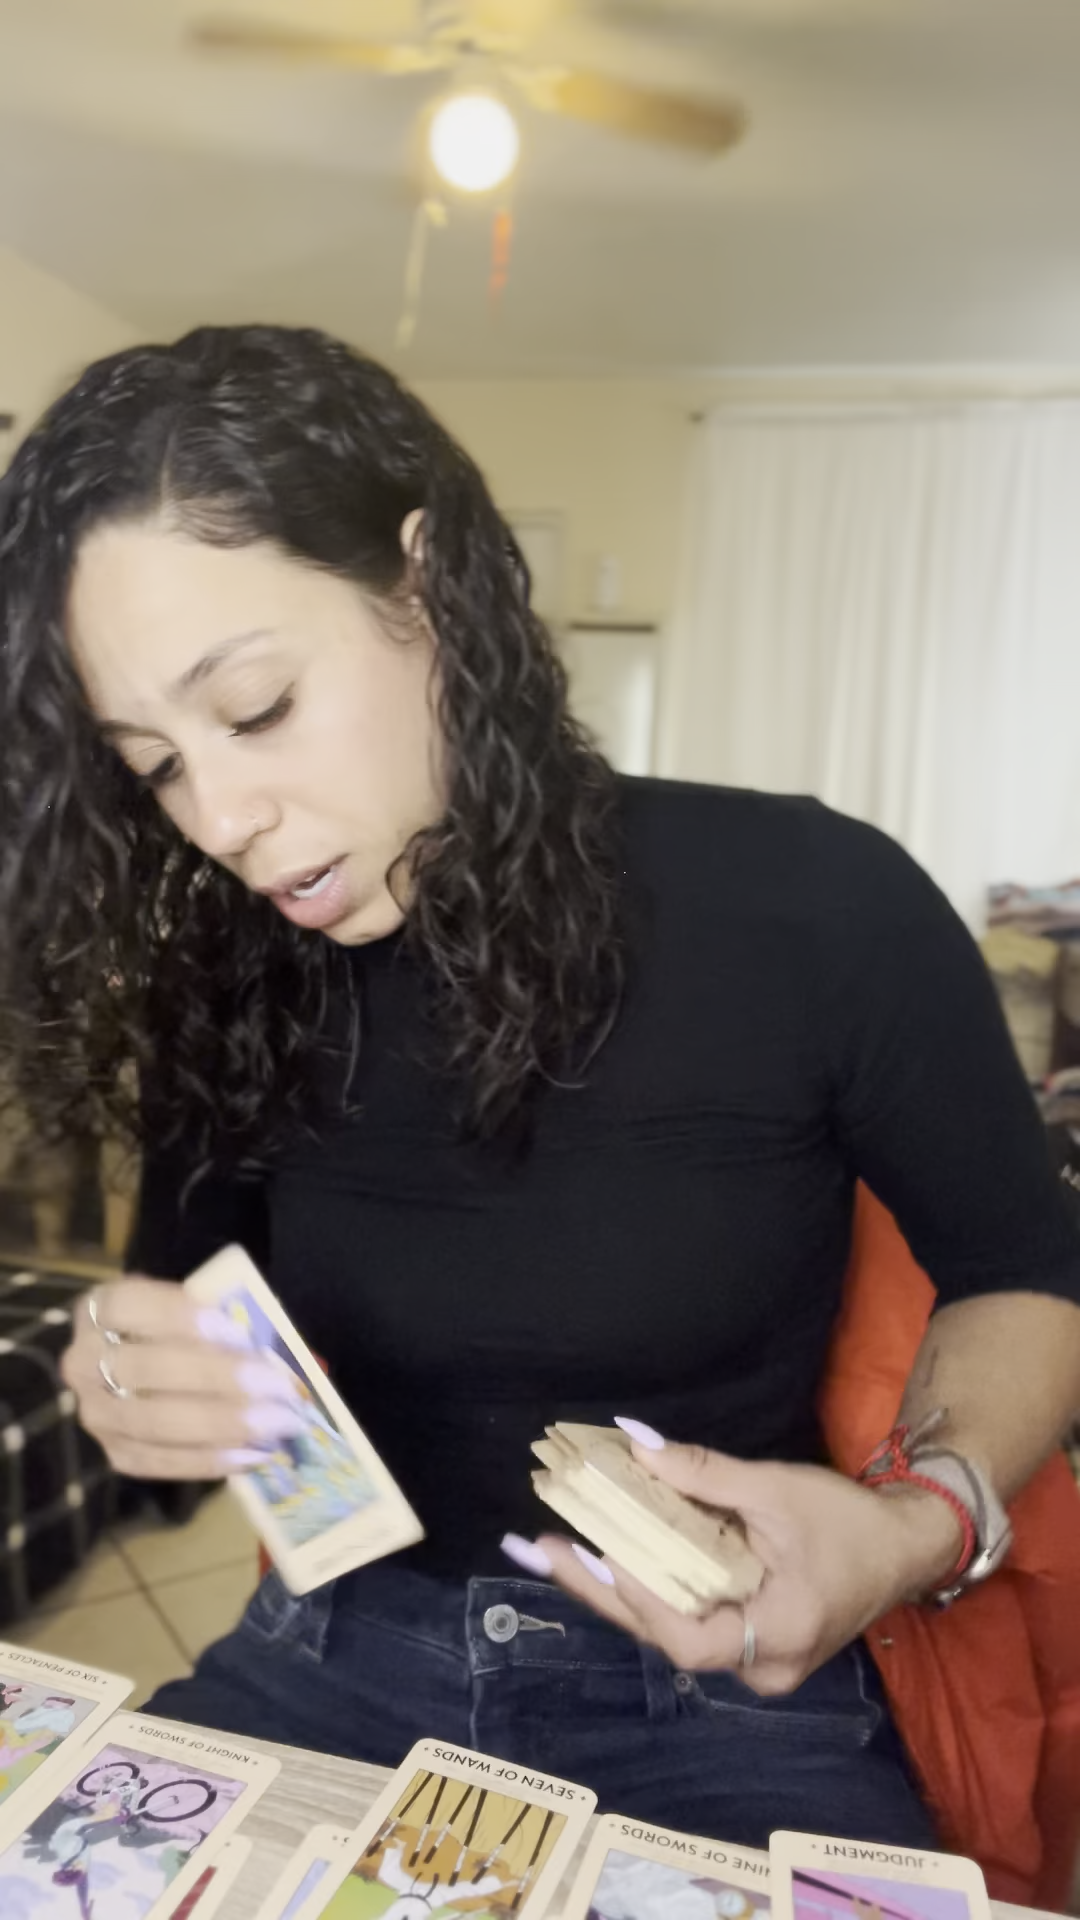 SIX OF PENTACLES
KNIGHT OF SWORDS
SEVEN OF WANDS
NINE OF SWORDS
JUDGMENT